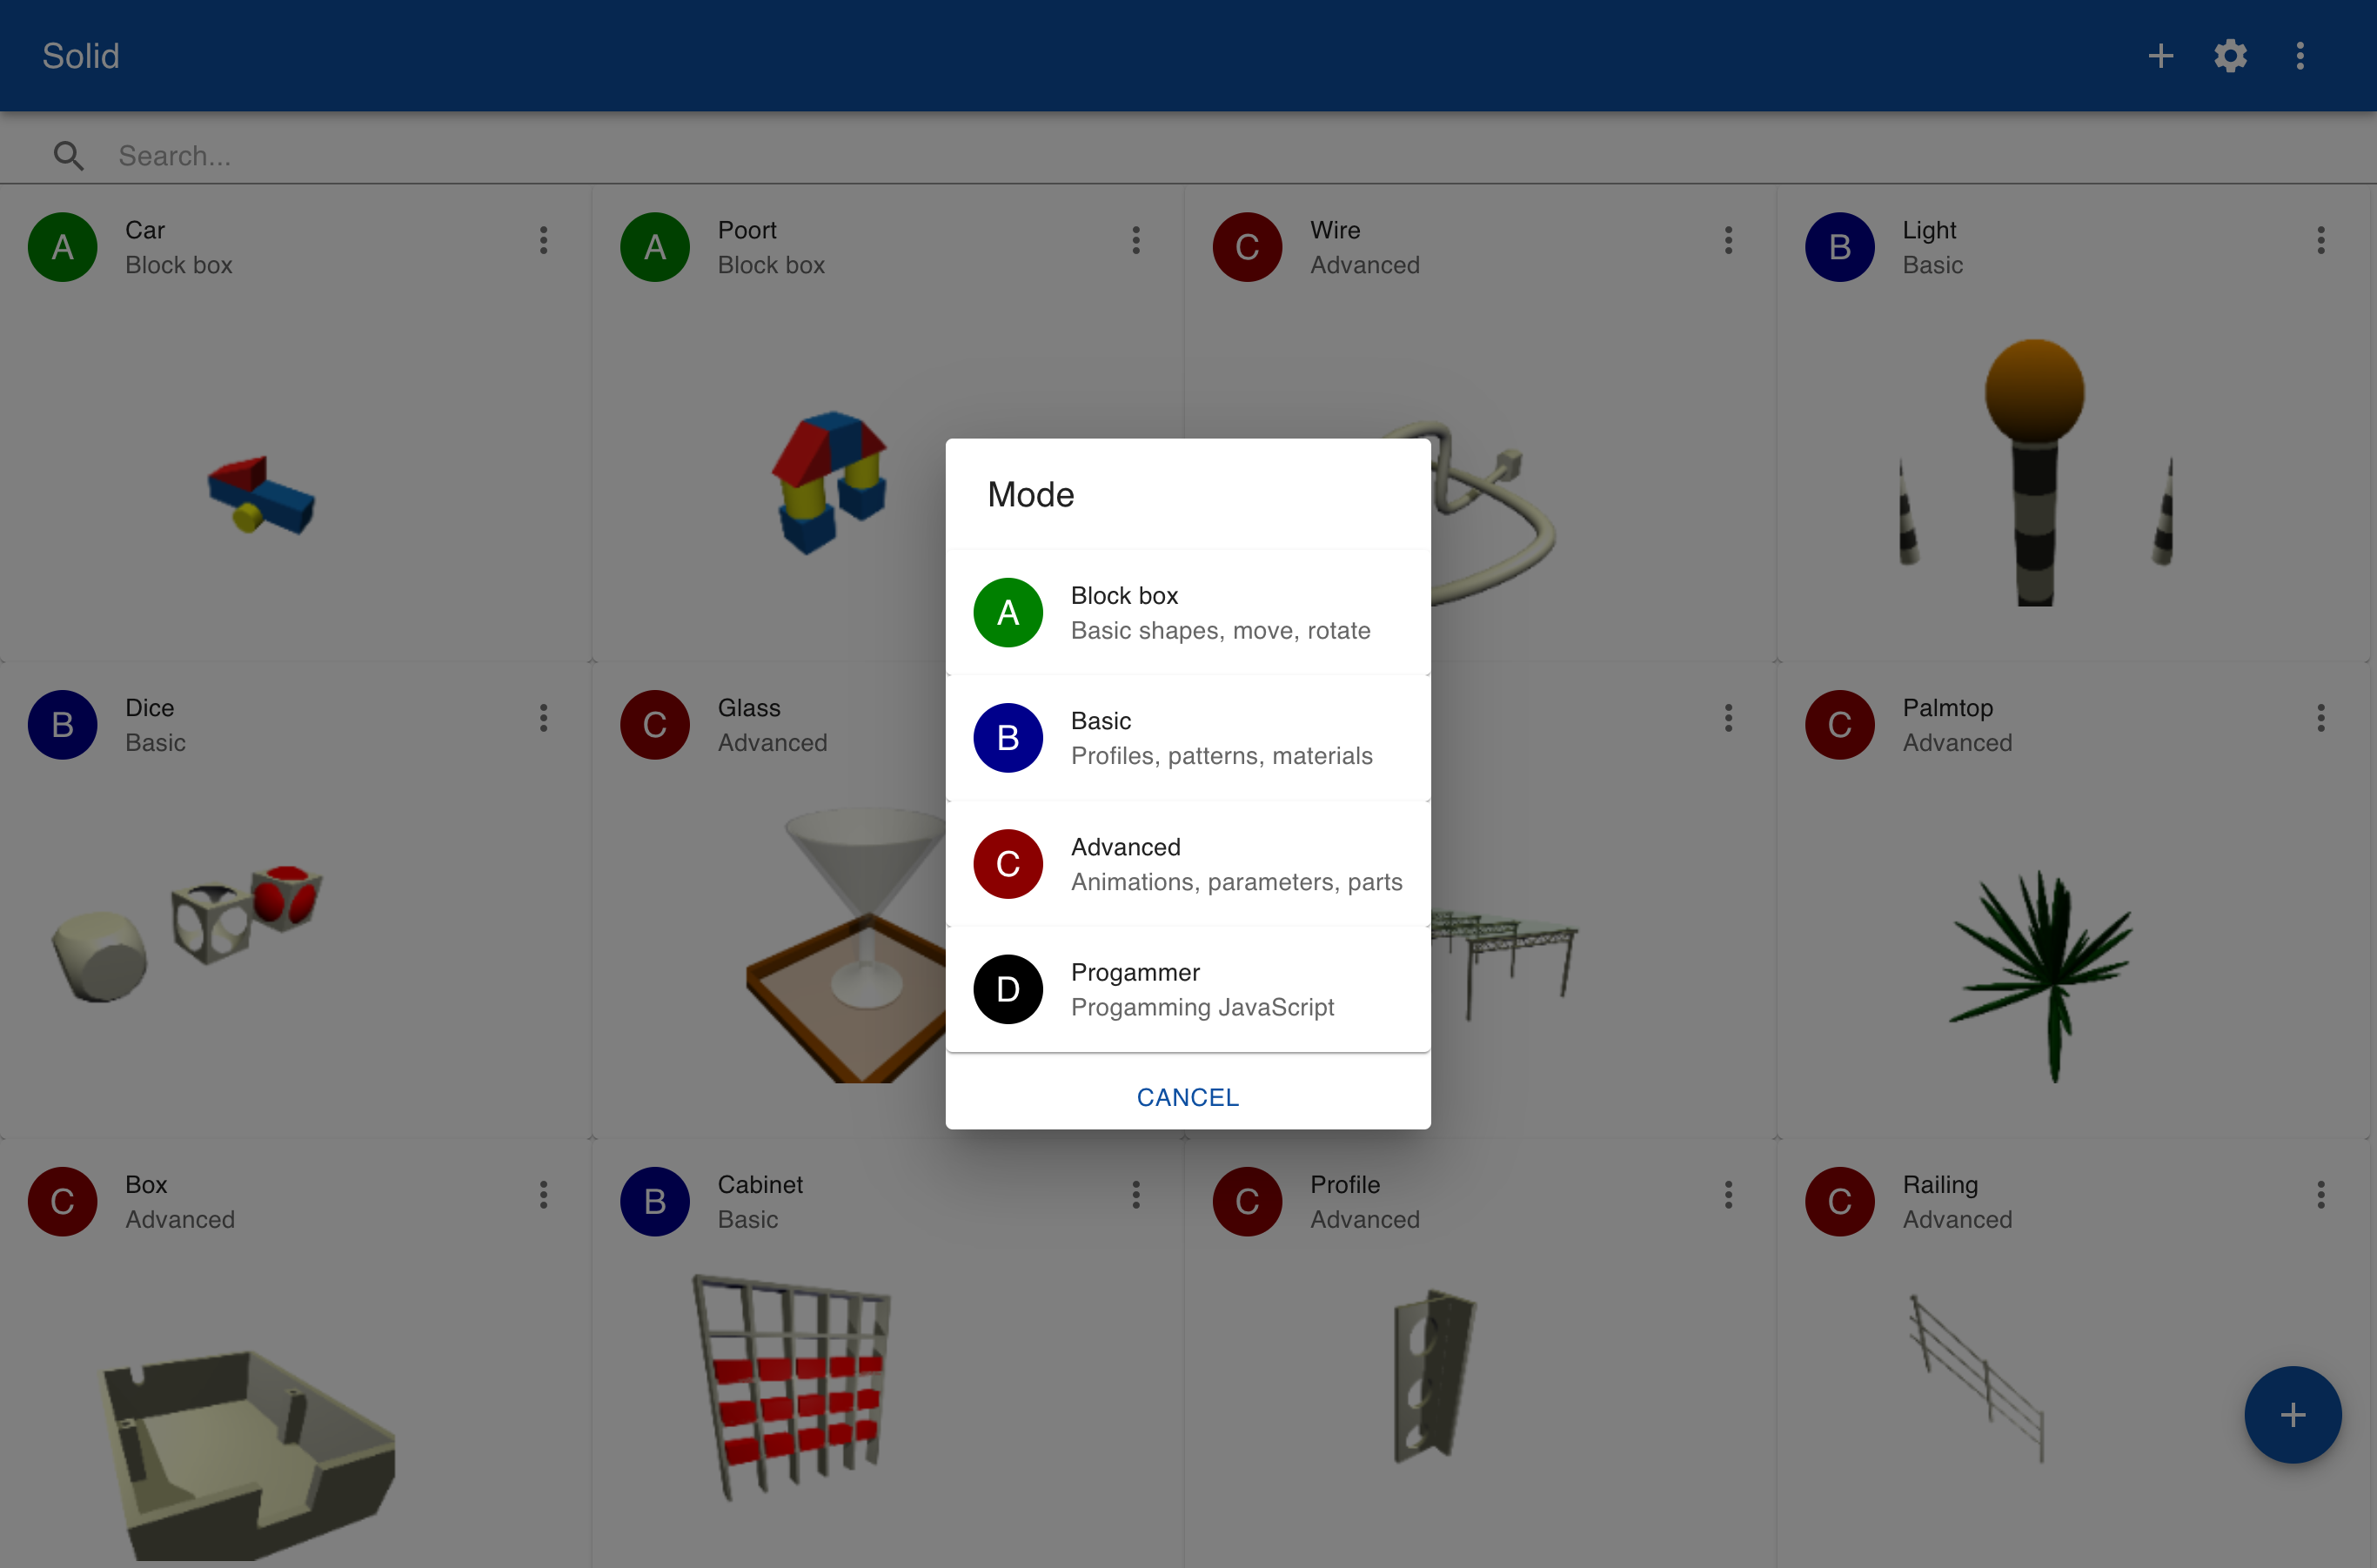 Solid
Search...
A Car
Block box
A Poort
Block box
C Wire
Advanced
B Light
Basic
Mode
A Block box
Basic shapes, move, rotate
B Basic
Profiles, patterns, materials
C Advanced
Animations, parameters, parts
D Progammer
Progamming JavaScript
CANCEL
B Dice
Basic
C Glass
Advanced
C Palmtop
Advanced
C Box
Advanced
B Cabinet
Basic
C Profile
Advanced
C Railing
Advanced